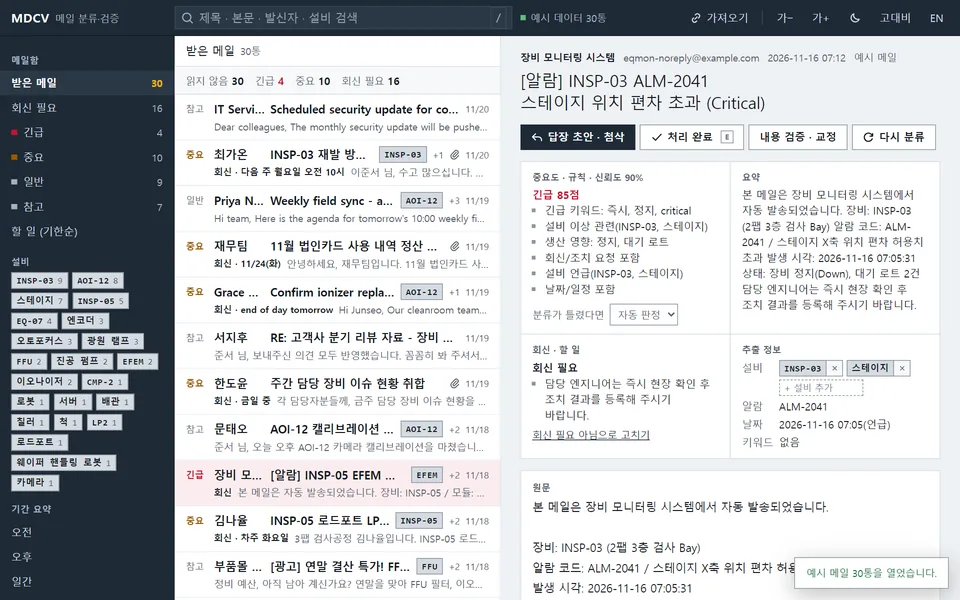 MDCV 메일 분류·검증
제목 · 본문 · 발신자 · 설비 검색 /
예시 데이터 30통
가져오기
가−
가+
고대비
EN
메일함
받은 메일 30
회신 필요 16
긴급 4
중요 10
일반 9
참고 7
할 일 (기한순)
설비
INSP-03 9 AOI-12 8
스테이지 7 INSP-05 5
EQ-07 4 엔코더 3
오토포커스 3 광원 램프 3
FFU 2 진공 펌프 2 EFEM 2
이오나이저 2 CMP-2 1
로봇 1 서버 1 배관 1
칠러 1 척 1 LP2 1
로드포트 1
웨이퍼 핸들링 로봇 1
카메라 1
기간 요약
오전
오후
일간
받은 메일 30통
읽지 않음 30 긴급 4 중요 10 회신 필요 16
참고 IT Servi... Scheduled security update for co... 11/20
Dear colleagues, The monthly security update will be pushe...
중요 최가온 INSP-03 재발 방... INSP-03 +1 11/20
회신 · 다음 주 월요일 오전 10시 이준서 님, 수고 많으십니다. ...
일반 Priya N... Weekly field sync - a... AOI-12 +3 11/19
Hi team, Here is the agenda for tomorrow's 10:00 weekly fi...
중요 재무팀 11월 법인카드 사용 내역 정산 ... 11/19
회신 · 11/24(화) 안녕하세요, 재무팀입니다. 11월 법인카드 사...
중요 Grace ... Confirm ionizer repla... AOI-12 +1 11/19
회신 · end of day tomorrow Hi Junseo, Our cleanroom team...
참고 서지후 RE: 고객사 분기 리뷰 자료 - 장비 ... 11/19
준서 님, 보내주신 의견 모두 반영했습니다. 꼼꼼히 봐 주셔서...
중요 한도윤 주간 담당 장비 이슈 현황 취합 11/19
회신 · 금일 중 각 담당자분들께, 금주 담당 장비 이슈 현황을 ...
참고 문태오 AOI-12 캘리브레이션 ... AOI-12 +2 11/18
준서 님, 오늘 오후 AOI-12 카메라 캘리브레이션을 마쳤습니...
긴급 장비 모... [알람] INSP-05 EFEM ... EFEM +2 11/18
회신 본 메일은 자동 발송되었습니다. 장비: INSP-05 / 모듈: ...
중요 김나율 INSP-05 로드포트 LP... INSP-05 +2 11/18
회신 · 차주 화요일 3팹 검사공정 김나율입니다. INSP-05 로드...
참고 부품몰 ... [광고] 연말 결산 특가! FF... FFU +2 11/18
정비 예산, 아직 남아 계신가요? 연말을 맞아 FFU 필터, 이오...
장비 모니터링 시스템 eqmon-noreply@example.com 2026-11-16 07:12 예시 메일
[알람] INSP-03 ALM-2041
스테이지 위치 편차 초과 (Critical)
답장 초안 · 첨삭
처리 완료 E
내용 검증 · 교정
다시 분류
중요도 · 규칙 · 신뢰도 90%
긴급 85점
긴급 키워드: 즉시, 정지, critical
설비 이상 관련(INSP-03, 스테이지)
생산 영향: 정지, 대기 로트
회신/조치 요청 포함
설비 언급(INSP-03, 스테이지)
날짜/일정 포함
분류가 틀렸다면 자동 판정
요약
본 메일은 장비 모니터링 시스템에서
자동 발송되었습니다. 장비: INSP-03
(2팹 3층 검사 Bay) 알람 코드: ALM-
2041 / 스테이지 X축 위치 편차 허용치
초과 발생 시각: 2026-11-16 07:05:31
상태: 장비 정지(Down), 대기 로트 2건
담당 엔지니어는 즉시 현장 확인 후
조치 결과를 등록해 주시기 바랍니다.
회신 · 할 일
회신 필요
담당 엔지니어는 즉시 현장 확인 후
조치 결과를 등록해 주시기
바랍니다.
회신 필요 아님으로 고치기
추출 정보
설비 INSP-03 × 스테이지 ×
+ 설비 추가
알람 ALM-2041
날짜 2026-11-16 07:05(언급)
키워드 없음
원문
본 메일은 장비 모니터링 시스템에서 자동 발송되었습니다.
장비: INSP-03 (2팹 3층 검사 Bay)
알람 코드: ALM-2041 / 스테이지 X축 위치 편차 허용
발생 시각: 2026-11-16 07:05:31
예시 메일 30통을 열었습니다.